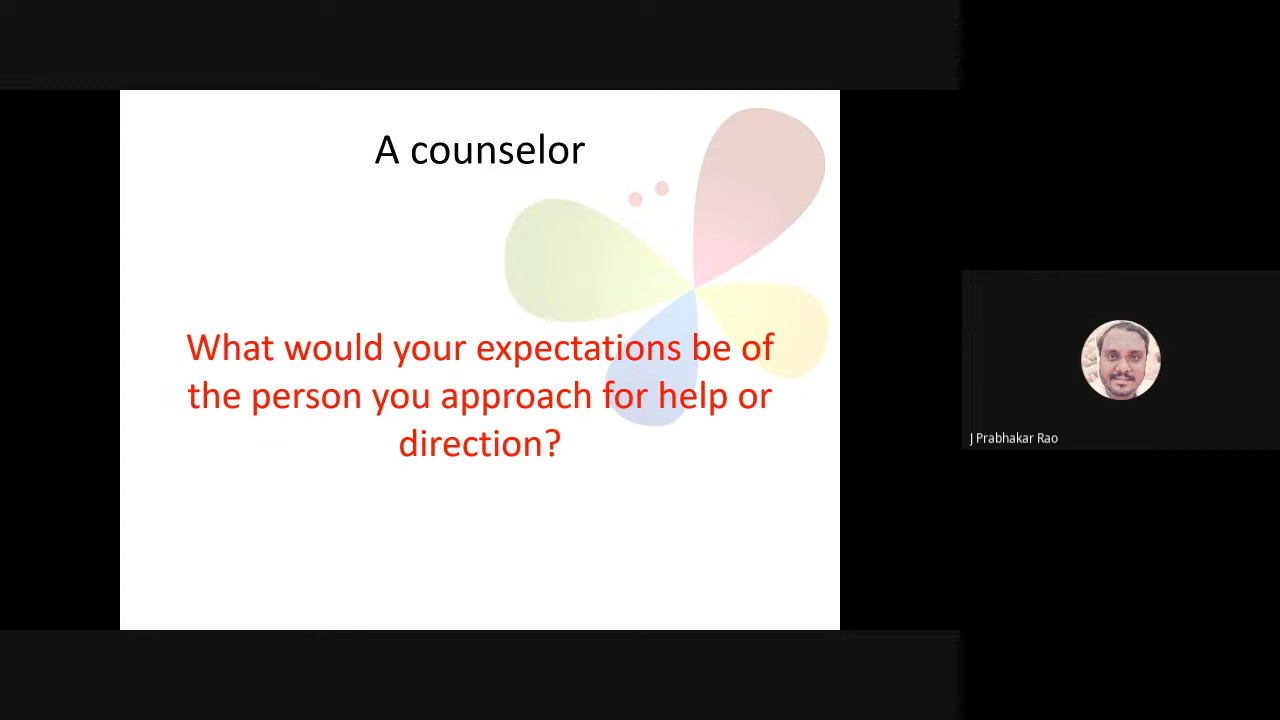 A counselor
What would your expectations be of
the person you approach for help or
direction?
J Prabhakar Rao